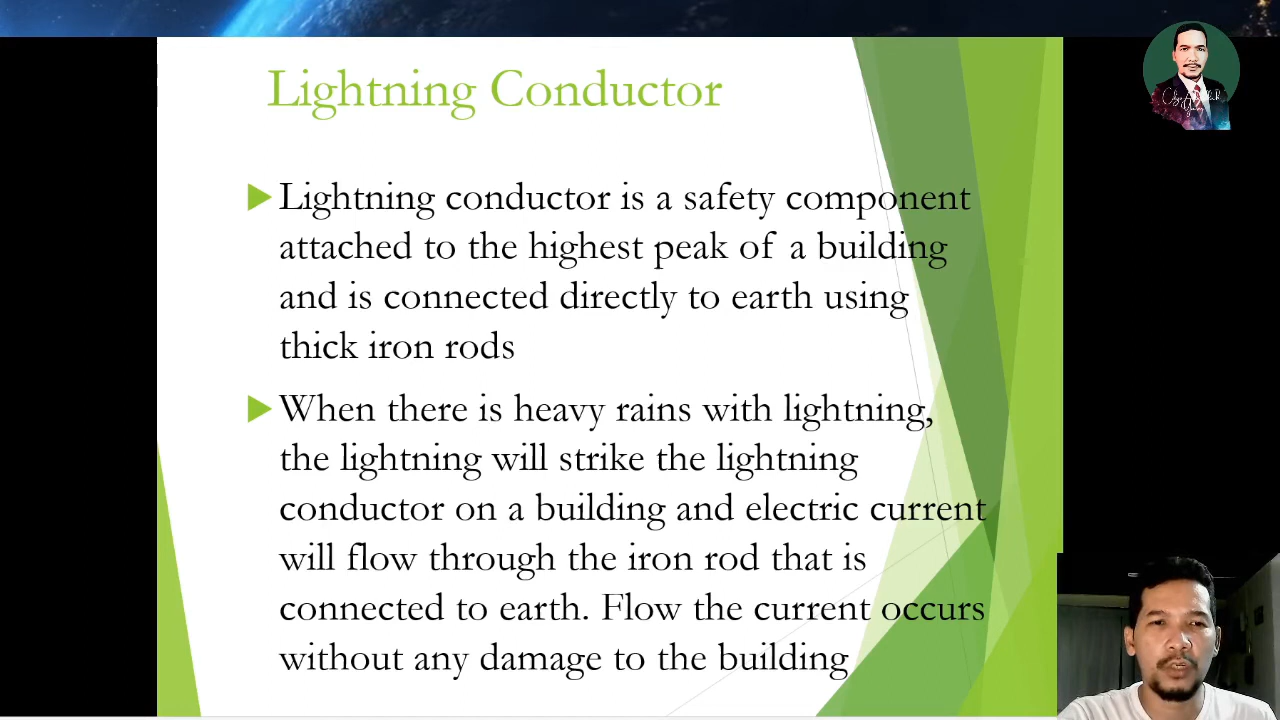 Lightning Conductor
Lightning conductor is a safety component
attached to the highest peak of a building
and is connected directly to earth using
thick iron rods
When there is heavy rains with lightning,
the lightning will strike the lightning
conductor on a building and electric current
will flow through the iron rod that is
connected to earth. Flow the current occurs
without any damage to the building